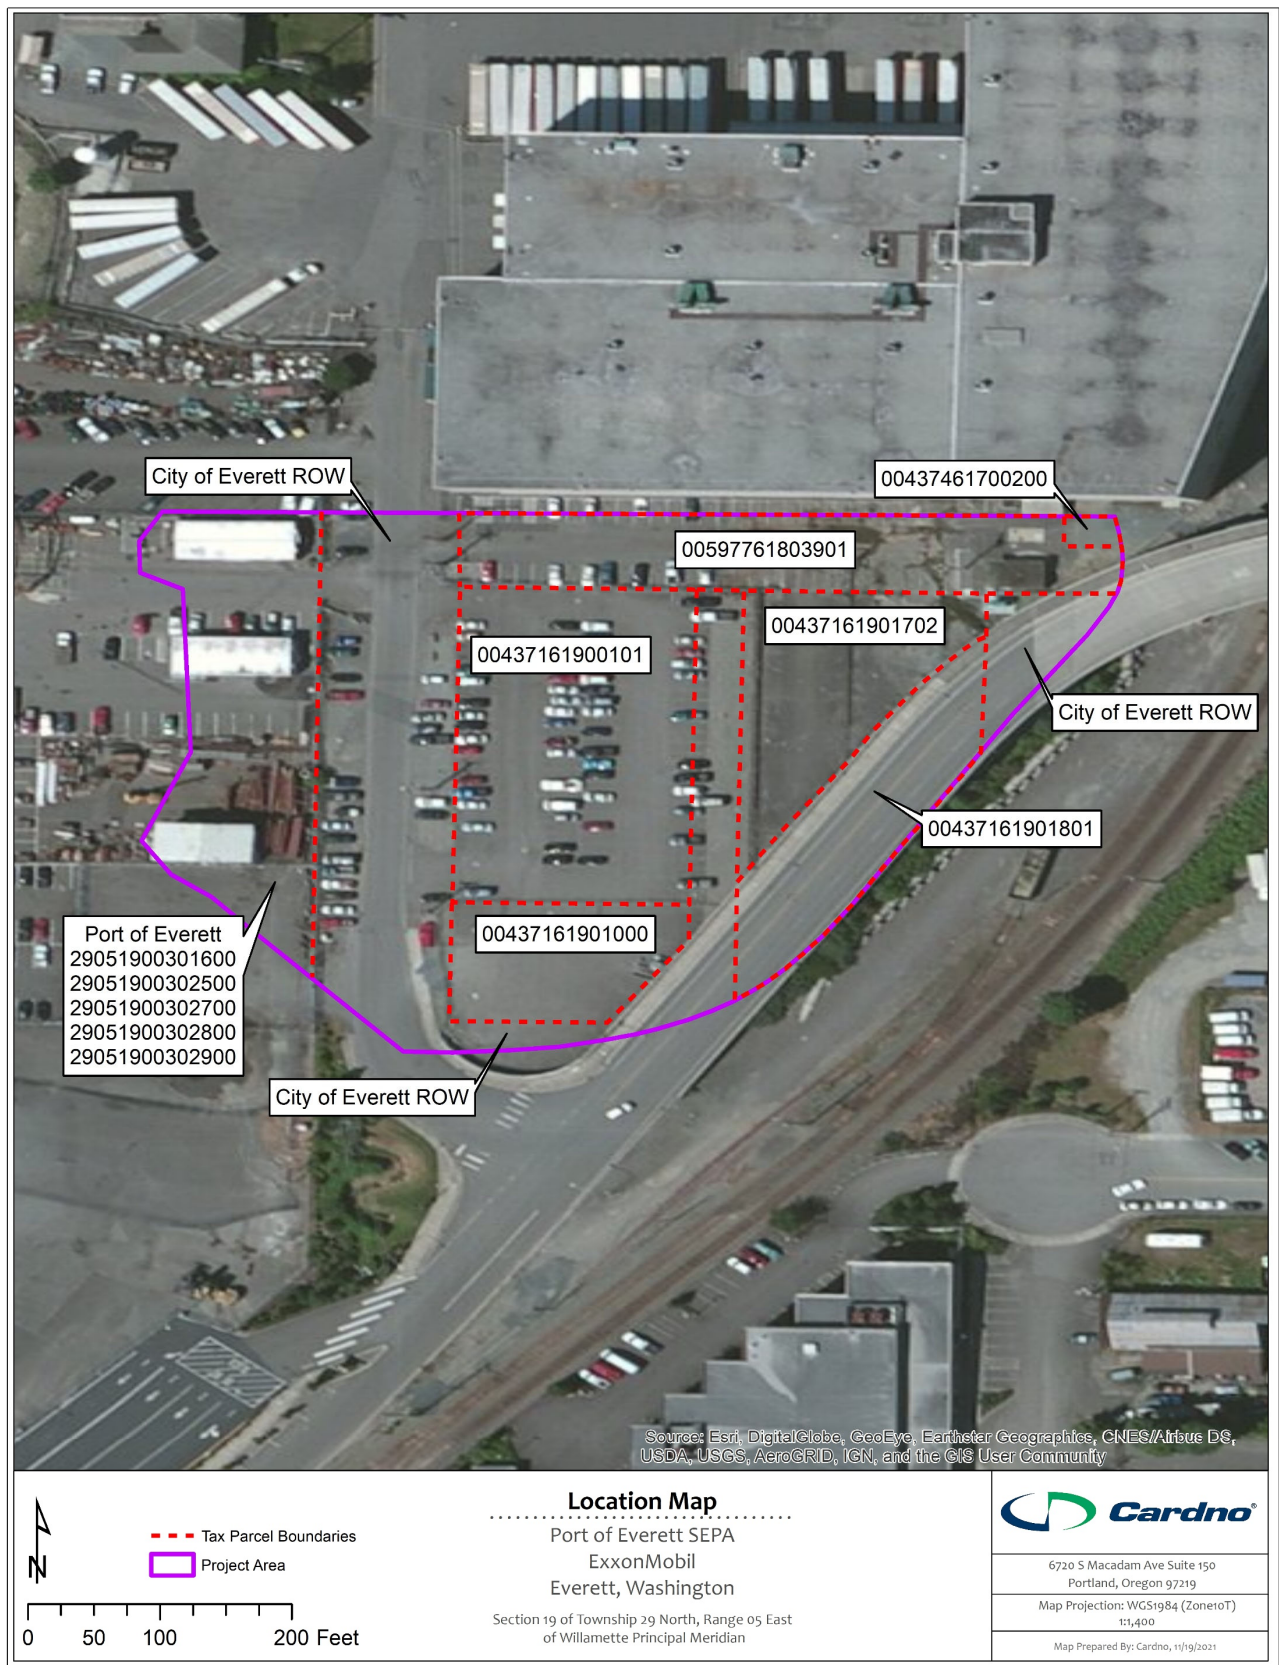 City of Everett ROW
00437461700200
00597761803901
00437161901702
00437161900101
City of Everett ROW
00437161901801
00437161901000
Port of Everett
29051900301600
29051900302500
29051900302700
29051900302800
29051900302900
City of Everett ROW
Source: Esri, DigitalGlobe, GeoEye, Earthstar Geographics, CNES/Airbus DS,
USDA, USGS, AeroGRID, IGN, and the GIS User Community
N
Tax Parcel Boundaries
Project Area
0 50 100 200 Feet
Location Map
Port of Everett SEPA
ExxonMobil
Everett, Washington
Section 19 of Township 29 North, Range 05 East
of Willamette Principal Meridian
Cardno®
6720 S Macadam Ave Suite 150
Portland, Oregon 97219
Map Projection: WGS1984 (Zone10T)
1:1,400
Map Prepared By: Cardno, 11/19/2021